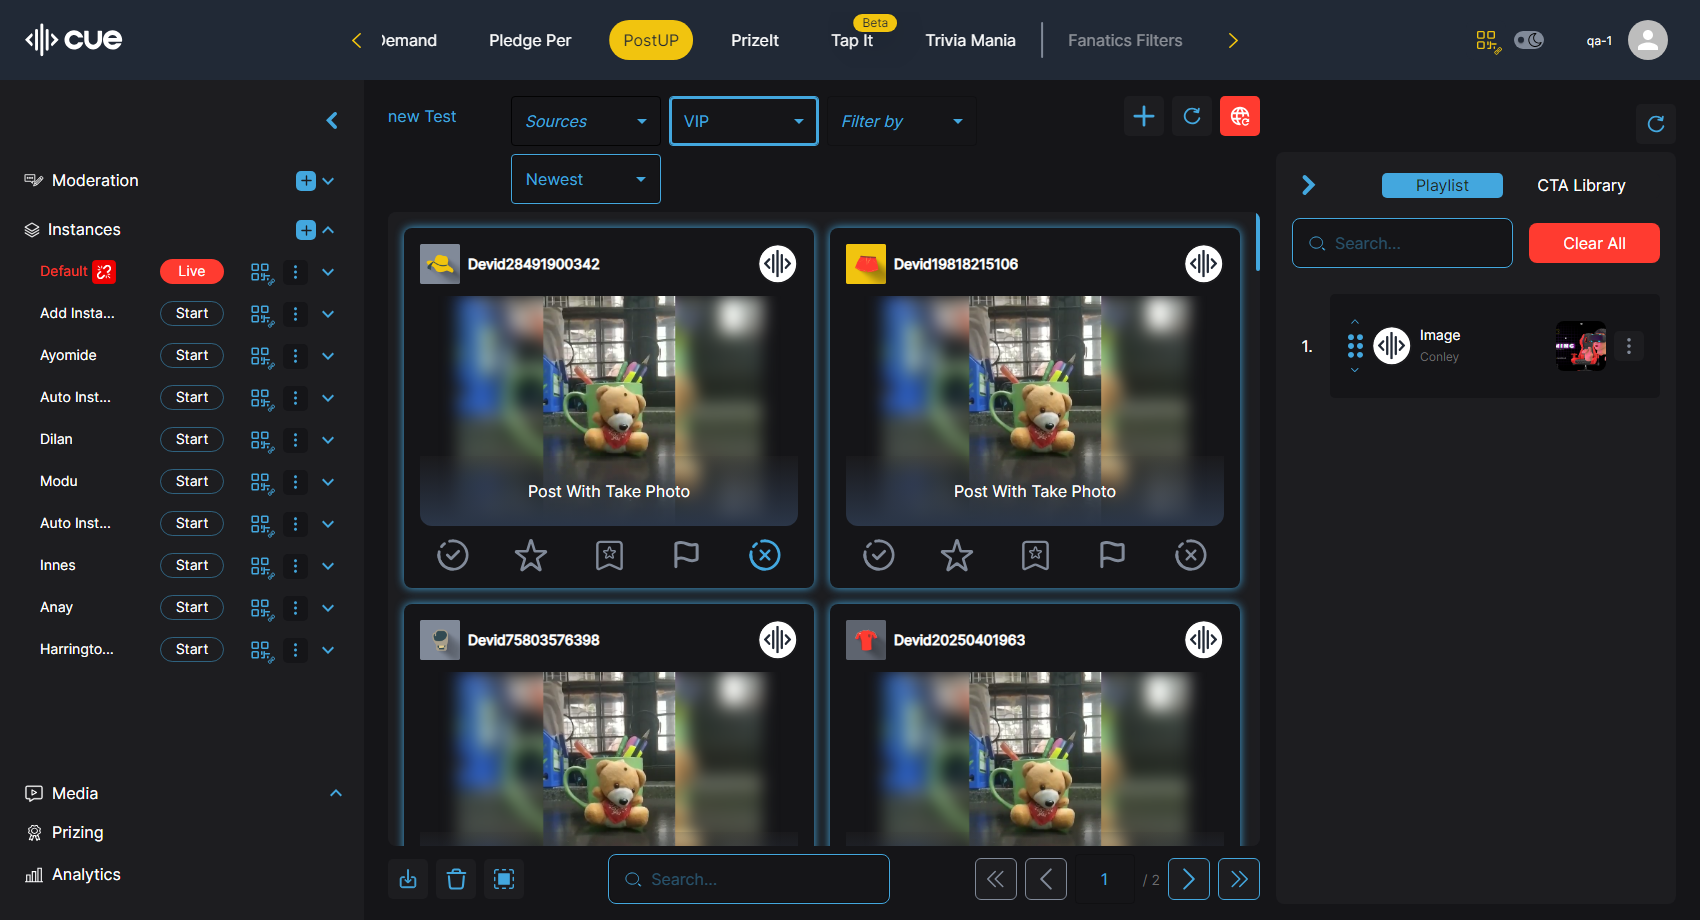 cue
Demand
Pledge Per
PostUP
PrizeIt
Beta
Tap It
Trivia Mania
Fanatics Filters
qa-1
Moderation
Instances
Default
Live
Add Insta...
Start
Ayomide
Start
Auto Inst...
Start
Dilan
Start
Modu
Start
Auto Inst...
Start
Innes
Start
Anay
Start
Harringto...
Start
Media
Prizing
Analytics
new Test
Sources
VIP
Filter by
Newest
Devid28491900342
Post With Take Photo
Devid19818215106
Post With Take Photo
Devid75803576398
Devid20250401963
Search...
1
/ 2
Playlist
CTA Library
Search...
Clear All
1.
Image
Conley